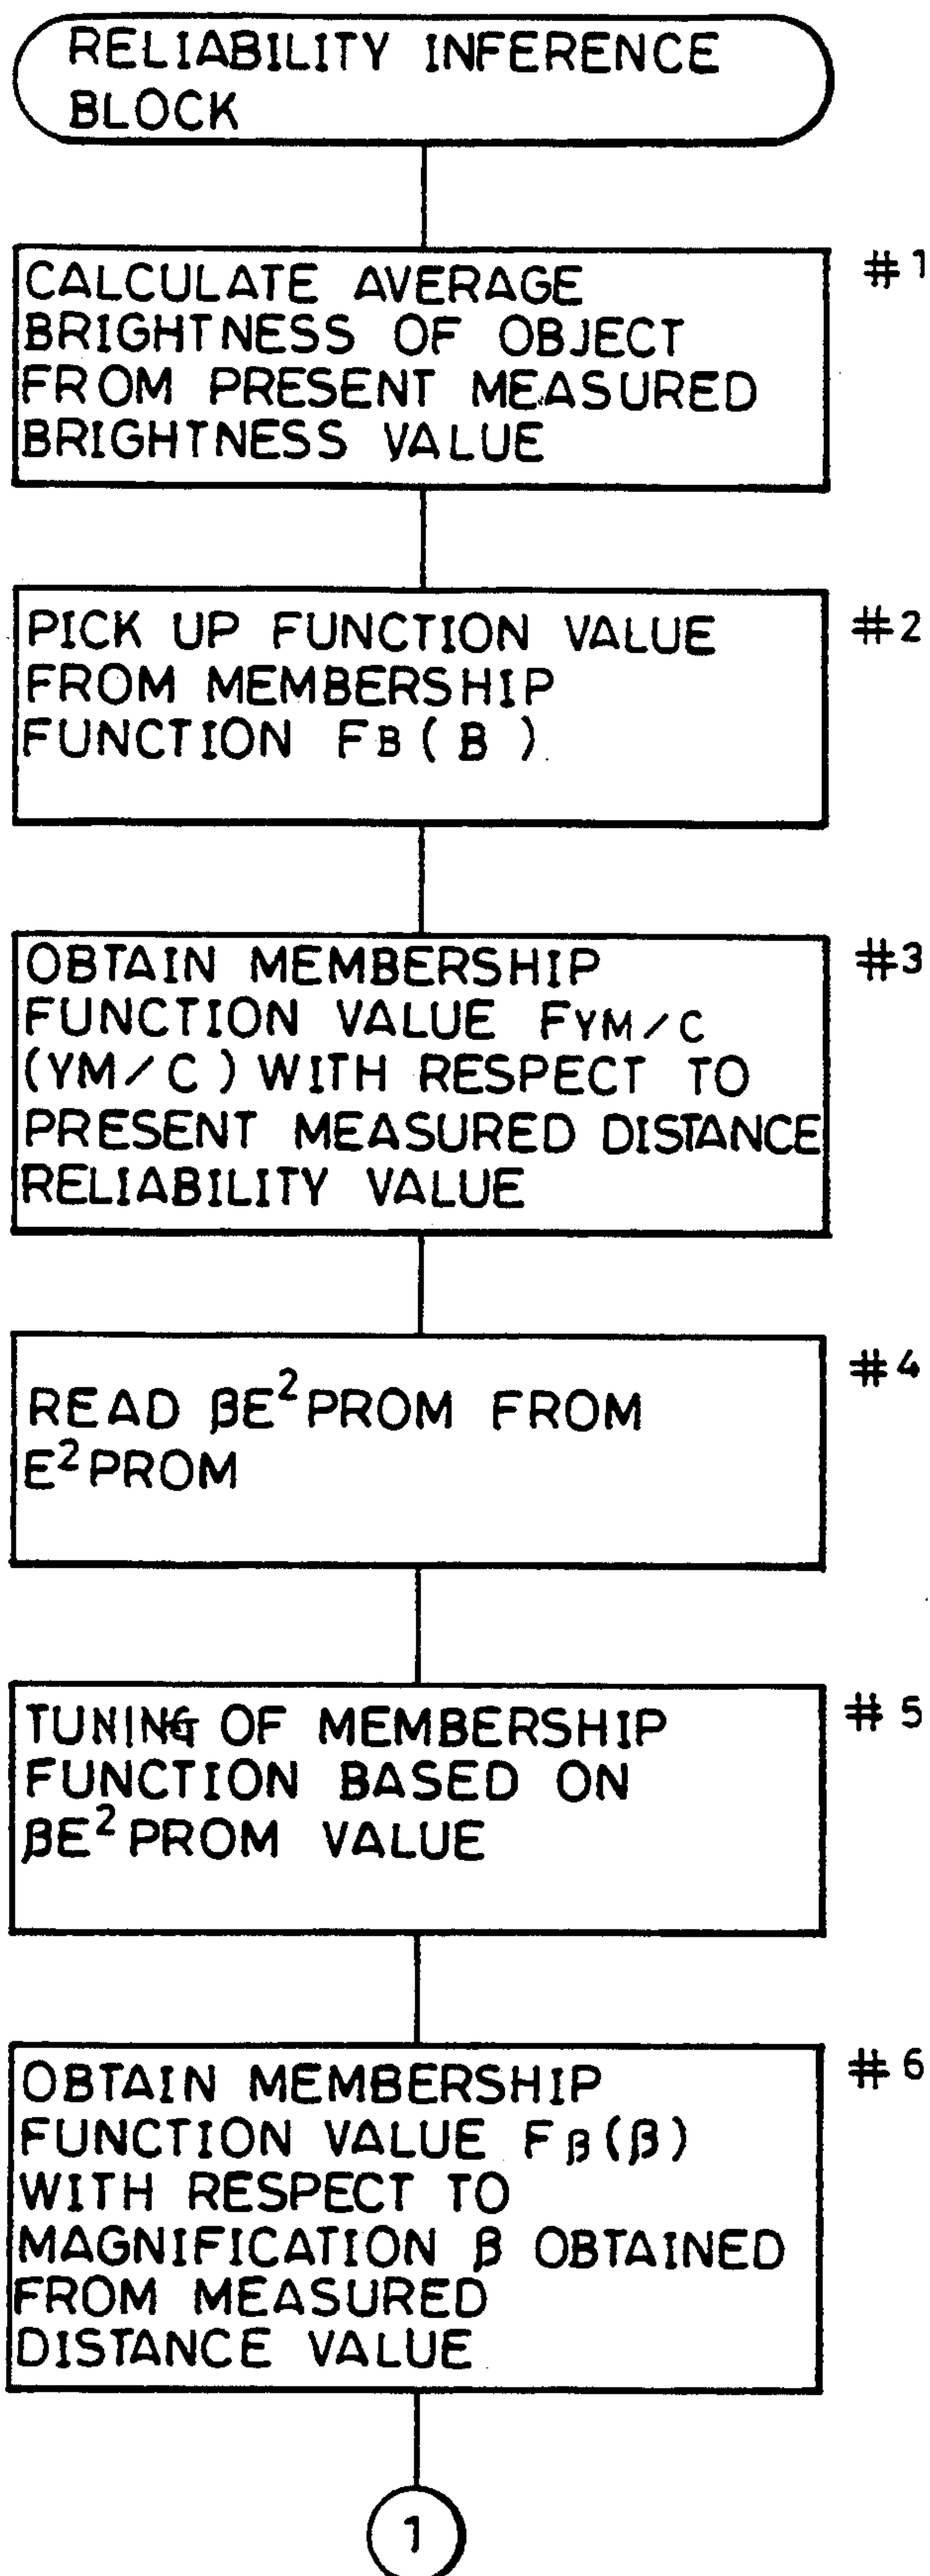 RELIABILITY INFERENCE
BLOCK
#1
CALCULATE AVERAGE
BRIGHTNESS OF OBJECT
FROM PRESENT MEASURED
BRIGHTNESS VALUE
#2
PICK UP FUNCTION VALUE
FROM MEMBERSHIP
FUNCTION FB(B)
#3
OBTAIN MEMBERSHIP
FUNCTION VALUE FYM/C
(YM/C) WITH RESPECT TO
PRESENT MEASURED DISTANCE
RELIABILITY VALUE
#4
READ βE²PROM FROM
E²PROM
#5
TUNING OF MEMBERSHIP
FUNCTION BASED ON
βE²PROM VALUE
#6
OBTAIN MEMBERSHIP
FUNCTION VALUE Fβ(β)
WITH RESPECT TO
MAGNIFICATION β OBTAINED
FROM MEASURED
DISTANCE VALUE
1